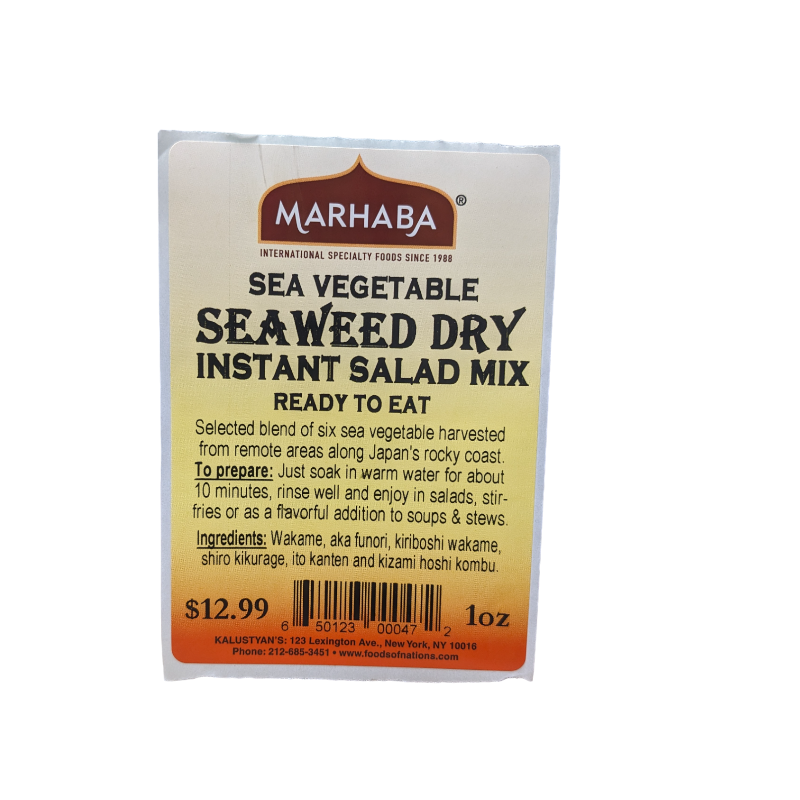 MARHABA®
INTERNATIONAL SPECIALTY FOODS SINCE 1988
SEA VEGETABLE
SEAWEED DRY
INSTANT SALAD MIX
READY TO EAT
Selected blend of six sea vegetable harvested
from remote areas along Japan's rocky coast.
To prepare: Just soak in warm water for about
10 minutes, rinse well and enjoy in salads, stir-
fries or as a flavorful addition to soups & stews.
Ingredients: Wakame, aka funori, kiriboshi wakame,
shiro kikurage, ito kanten and kizami hoshi kombu.
$12.99
6 50123 00047 2
1oz
KALUSTYAN'S: 123 Lexington Ave., New York, NY 10016
Phone: 212-685-3451 • www.foodsofnations.com